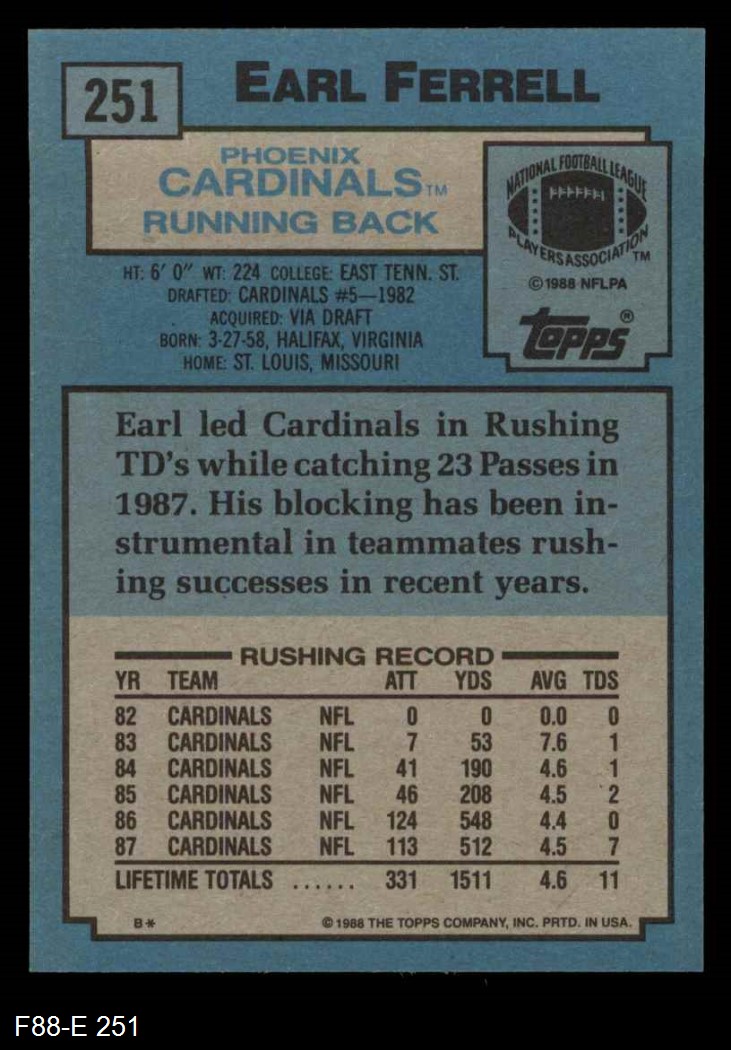 251
EARL FERRELL
PHOENIX
CARDINALS™
RUNNING BACK
NATIONAL FOOTBALL LEAGUE
PLAYERS ASSOCIATION™
©1988 NFLPA
topps®
HT: 6' 0" WT: 224 COLLEGE: EAST TENN. ST.
DRAFTED: CARDINALS #5—1982
ACQUIRED: VIA DRAFT
BORN: 3-27-58, HALIFAX, VIRGINIA
HOME: ST. LOUIS, MISSOURI
Earl led Cardinals in Rushing
TD's while catching 23 Passes in
1987. His blocking has been in-
strumental in teammates rush-
ing successes in recent years.
RUSHING RECORD
YR TEAM ATT YDS AVG TDS
82 CARDINALS NFL 0 0 0.0 0
83 CARDINALS NFL 7 53 7.6 1
84 CARDINALS NFL 41 190 4.6 1
85 CARDINALS NFL 46 208 4.5 2
86 CARDINALS NFL 124 548 4.4 0
87 CARDINALS NFL 113 512 4.5 7
LIFETIME TOTALS ...... 331 1511 4.6 11
B* ©1988 THE TOPPS COMPANY, INC. PRTD. IN USA.
F88-E 251